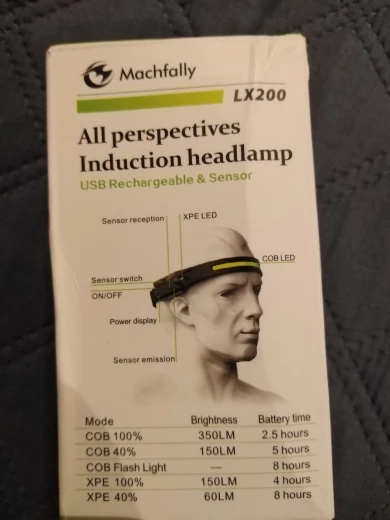 Machfally
LX200
All perspectives
Induction headlamp
USB Rechargeable & Sensor
Sensor reception
XPE LED
COB LED
Sensor switch
ON/OFF
Power display
Sensor emission
Mode Brightness Battery time
COB 100% 350LM 2.5 hours
COB 40% 150LM 5 hours
COB Flash Light — 8 hours
XPE 100% 150LM 4 hours
XPE 40% 60LM 8 hours